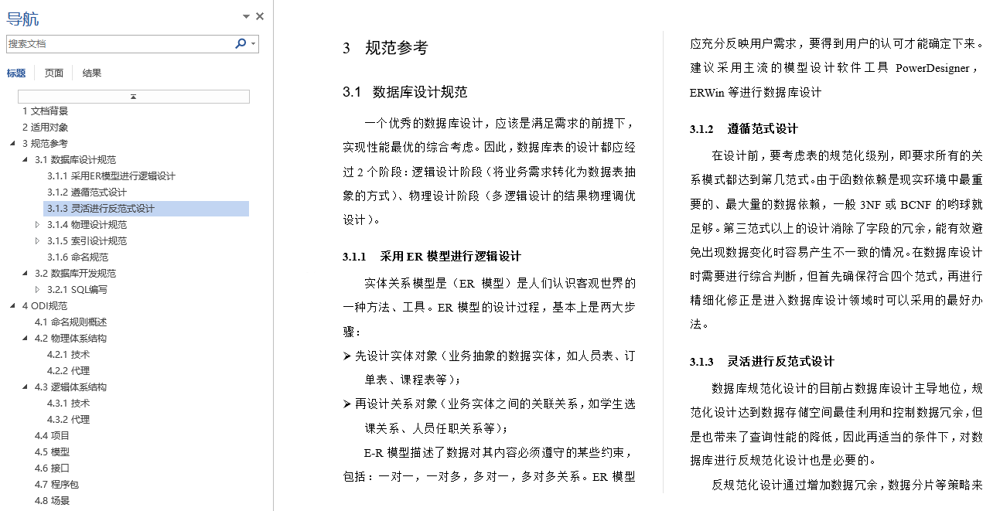 导航
搜索文档
标题 页面 结果
1 文档背景
2 适用对象
3 规范参考
3.1 数据库设计规范
3.1.1 采用ER模型进行逻辑设计
3.1.2 遵循范式设计
3.1.3 灵活进行反范式设计
3.1.4 物理设计规范
3.1.5 索引设计规范
3.1.6 命名规范
3.2 数据库开发规范
3.2.1 SQL编写
4 ODI规范
4.1 命名规则概述
4.2 物理体系结构
4.2.1 技术
4.2.2 代理
4.3 逻辑体系结构
4.3.1 技术
4.3.2 代理
4.4 项目
4.5 模型
4.6 接口
4.7 程序包
4.8 场景
3 规范参考
3.1 数据库设计规范
一个优秀的数据库设计，应该是满足需求的前提下，
实现性能最优的综合考虑。因此，数据库表的设计都应经
过 2 个阶段：逻辑设计阶段（将业务需求转化为数据表抽
象的方式）、物理设计阶段（多逻辑设计的结果物理调优
设计）。
3.1.1 采用 ER 模型进行逻辑设计
实体关系模型是（ER 模型）是人们认识客观世界的
一种方法、工具。ER 模型的设计过程，基本上是两大步
骤：
➢ 先设计实体对象（业务抽象的数据实体，如人员表、订
单表、课程表等）；
➢ 再设计关系对象（业务实体之间的关联关系，如学生选
课关系、人员任职关系等）；
E-R 模型描述了数据对其内容必须遵守的某些约束，
包括：一对一，一对多，多对一，多对多关系。ER 模型
应充分反映用户需求，要得到用户的认可才能确定下来。
建议采用主流的模型设计软件工具 PowerDesigner，
ERWin 等进行数据库设计
3.1.2 遵循范式设计
在设计前，要考虑表的规范化级别，即要求所有的关
系模式都达到第几范式。由于函数依赖是现实环境中最重
要的、最大量的数据依赖，一般 3NF 或 BCNF 的哟球就
足够。第三范式以上的设计消除了字段的冗余，能有效避
免出现数据变化时容易产生不一致的情况。在数据库设计
时需要进行综合判断，但首先确保符合四个范式，再进行
精细化修正是进入数据库设计领域时可以采用的最好办
法。
3.1.3 灵活进行反范式设计
数据库规范化设计的目前占数据库设计主导地位，规
范化设计达到数据存储空间最佳利用和控制数据冗余，但
是也带来了查询性能的降低，因此再适当的条件下，对数
据库进行反规范化设计也是必要的。
反规范化设计通过增加数据冗余，数据分片等策略来